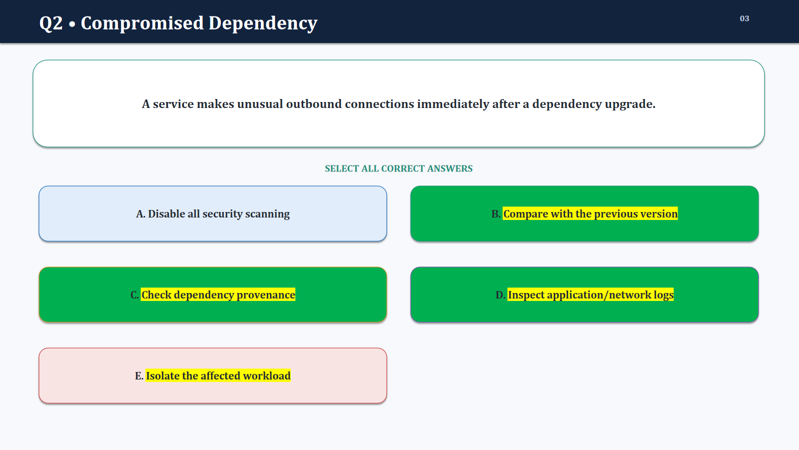 Q2 • Compromised Dependency
03
A service makes unusual outbound connections immediately after a dependency upgrade.
SELECT ALL CORRECT ANSWERS
A. Disable all security scanning
B. Compare with the previous version
C. Check dependency provenance
D. Inspect application/network logs
E. Isolate the affected workload